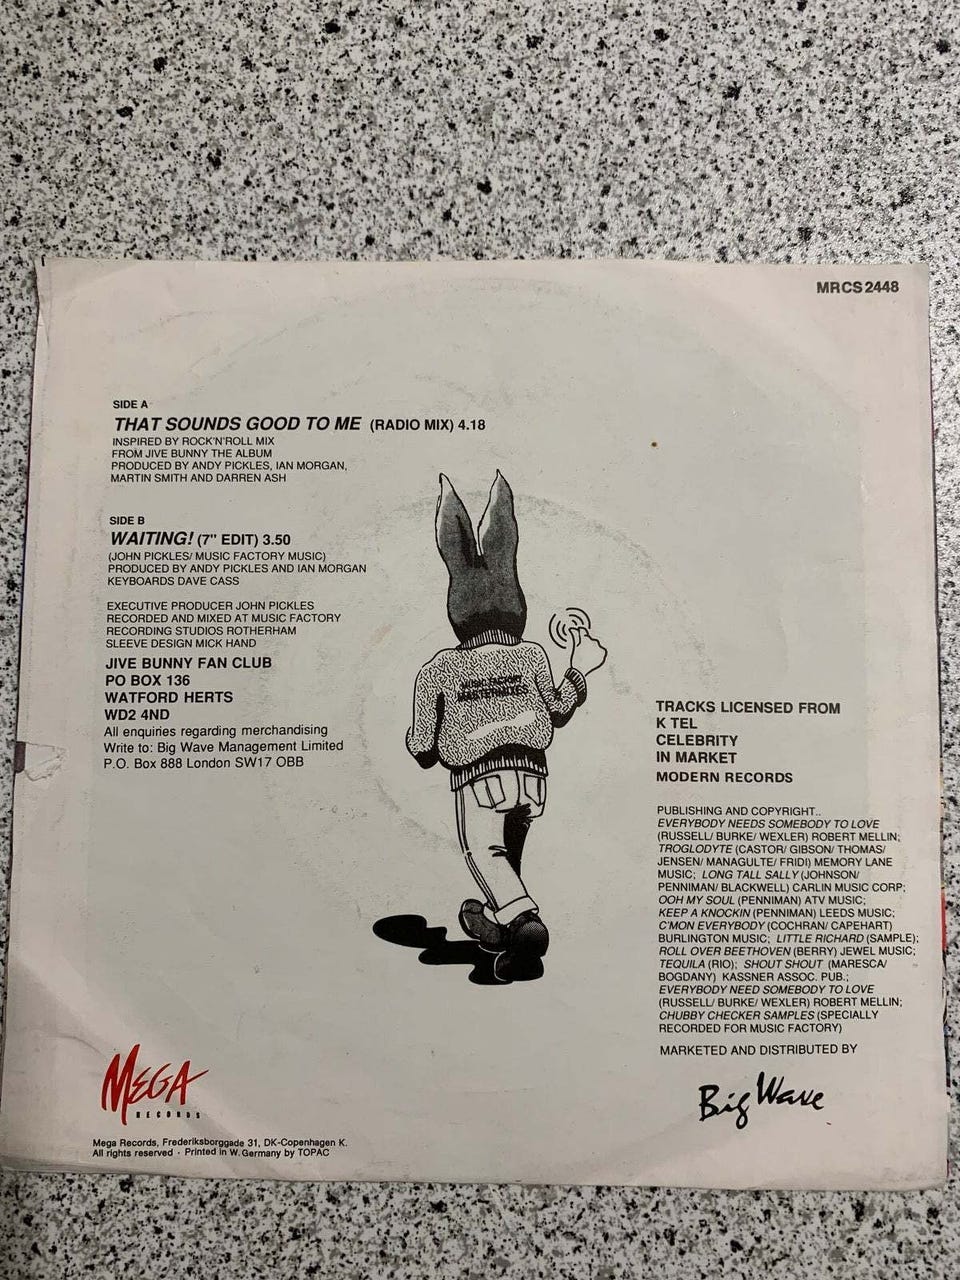 MRCS 2448
SIDE A
THAT SOUNDS GOOD TO ME (RADIO MIX) 4.18
INSPIRED BY ROCK'N'ROLL MIX
FROM JIVE BUNNY THE ALBUM
PRODUCED BY ANDY PICKLES, IAN MORGAN,
MARTIN SMITH AND DARREN ASH
SIDE B
WAITING! (7" EDIT) 3.50
(JOHN PICKLES/ MUSIC FACTORY MUSIC)
PRODUCED BY ANDY PICKLES AND IAN MORGAN
KEYBOARDS DAVE CASS
EXECUTIVE PRODUCER JOHN PICKLES
RECORDED AND MIXED AT MUSIC FACTORY
RECORDING STUDIOS ROTHERHAM
SLEEVE DESIGN MICK HAND
JIVE BUNNY FAN CLUB
PO BOX 136
WATFORD HERTS
WD2 4ND
All enquiries regarding merchandising
Write to: Big Wave Management Limited
P.O. Box 888 London SW17 OBB
MUSIC FACTORY
MASTERMIXES
TRACKS LICENSED FROM
K TEL
CELEBRITY
IN MARKET
MODERN RECORDS
PUBLISHING AND COPYRIGHT..
EVERYBODY NEEDS SOMEBODY TO LOVE
(RUSSELL/ BURKE/ WEXLER) ROBERT MELLIN;
TROGLODYTE (CASTOR/ GIBSON/ THOMAS/
JENSEN/ MANAGULTE/ FRIDI) MEMORY LANE
MUSIC; LONG TALL SALLY (JOHNSON/
PENNIMAN/ BLACKWELL) CARLIN MUSIC CORP;
OOH MY SOUL (PENNIMAN) ATV MUSIC;
KEEP A KNOCKIN (PENNIMAN) LEEDS MUSIC;
C'MON EVERYBODY (COCHRAN/ CAPEHART)
BURLINGTON MUSIC; LITTLE RICHARD (SAMPLE);
ROLL OVER BEETHOVEN (BERRY) JEWEL MUSIC;
TEQUILA (RIO); SHOUT SHOUT (MARESCA/
BOGDANY) KASSNER ASSOC. PUB.;
EVERYBODY NEED SOMEBODY TO LOVE
(RUSSELL/ BURKE/ WEXLER) ROBERT MELLIN;
CHUBBY CHECKER SAMPLES (SPECIALLY
RECORDED FOR MUSIC FACTORY)
MARKETED AND DISTRIBUTED BY
Big Wave
MEGA
RECORDS
Mega Records, Frederiksborggade 31, DK-Copenhagen K.
All rights reserved · Printed in W. Germany by TOPAC